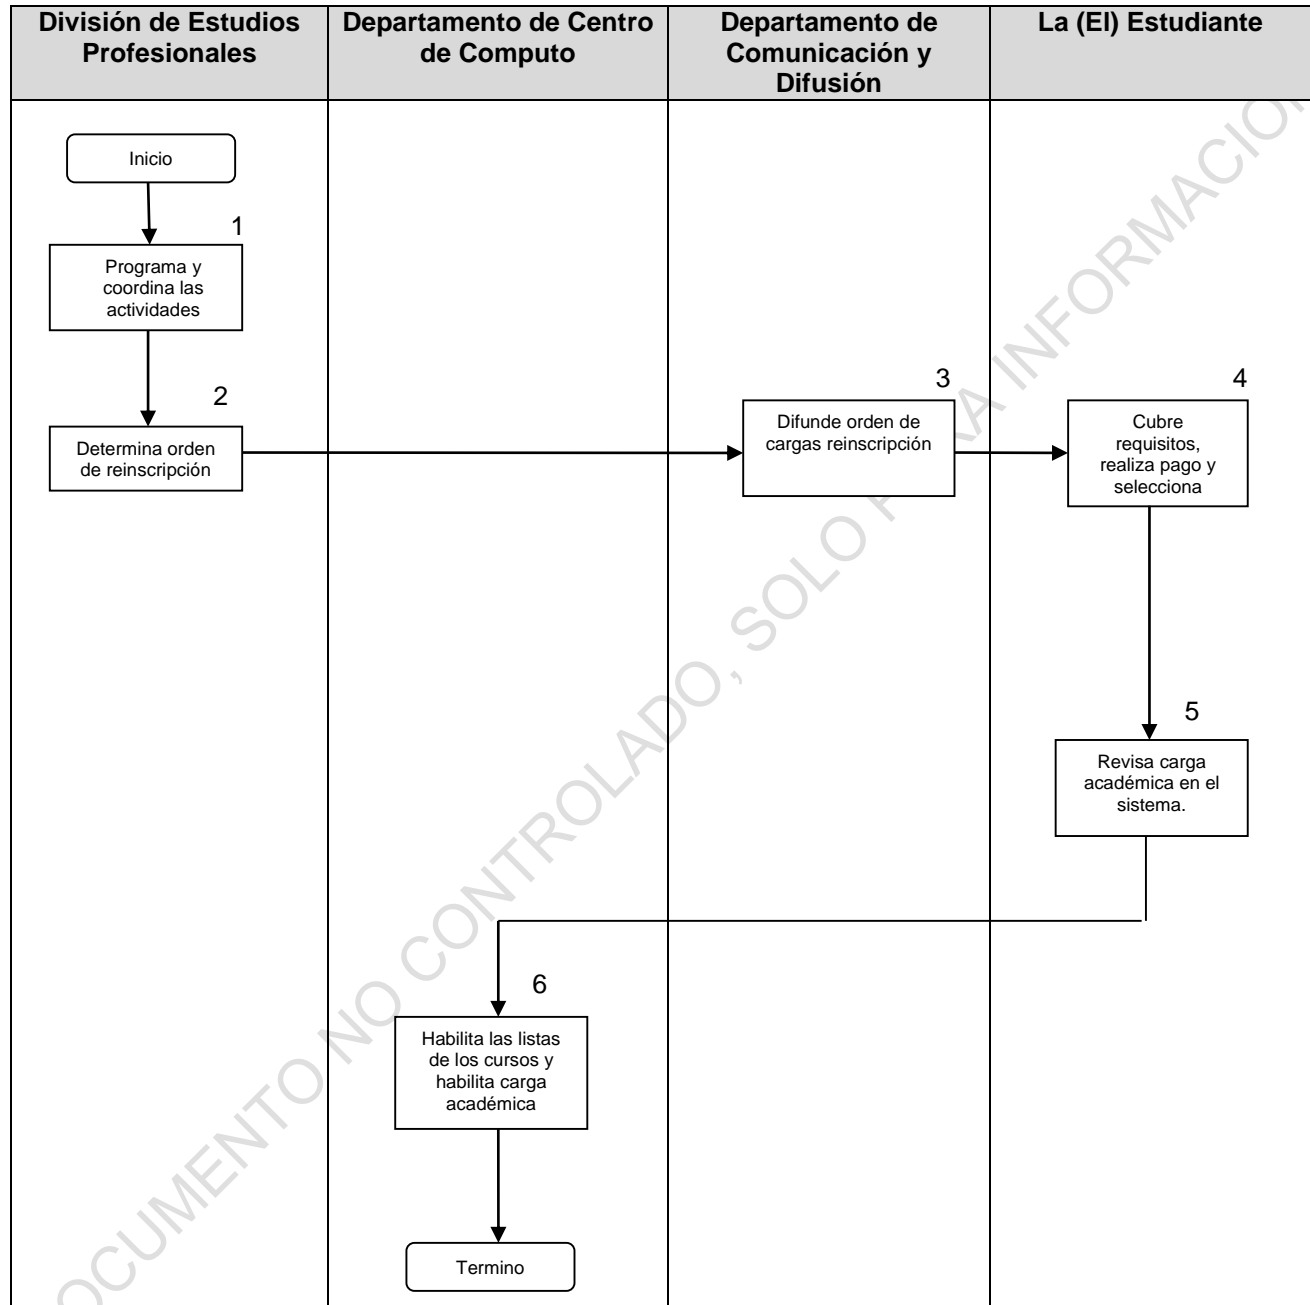 División de Estudios
Profesionales
Departamento de Centro
de Computo
Departamento de
Comunicación y
Difusión
La (El) Estudiante
Inicio
1
Programa y
coordina las
actividades
2
Determina orden
de reinscripción
3
Difunde orden de
cargas reinscripción
4
Cubre
requisitos,
realiza pago y
selecciona
5
Revisa carga
académica en el
sistema.
6
Habilita las listas
de los cursos y
habilita carga
académica
Termino
DOCUMENTO NO CONTROLADO, SOLO PARA INFORMACION